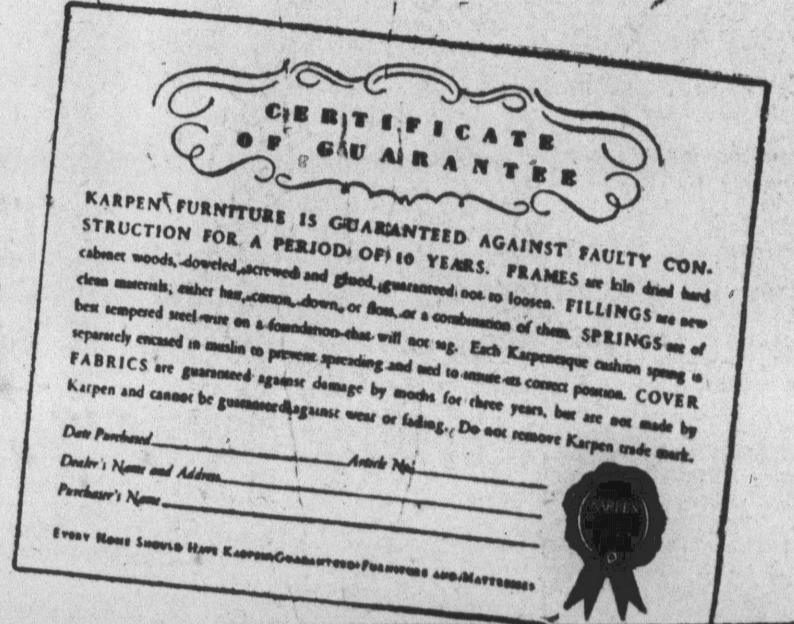 CERTIFICATE
OF GUARANTEE
KARPEN FURNITURE IS GUARANTEED AGAINST FAULTY CON-
STRUCTION FOR A PERIOD OF 10 YEARS. FRAMES are kiln dried hard
cabinet woods, doweled, screwed and glued, guaranteed not to loosen. FILLINGS are new
clean materials; either hair, cotton, down, or floss, or a combination of them. SPRINGS are of
best tempered steel wire on a foundation that will not sag. Each Karpenesque cushion spring is
separately encased in muslin to prevent spreading and tied to insure its correct position. COVER
FABRICS are guaranteed against damage by moths for three years, but are not made by
Karpen and cannot be guaranteed against wear or fading. Do not remove Karpen trade mark.
Date Purchased Article No.
Dealer's Name and Address
Purchaser's Name
KARPEN
EVERY HOME SHOULD HAVE KARPEN GUARANTEED FURNITURE AND MATTRESSES